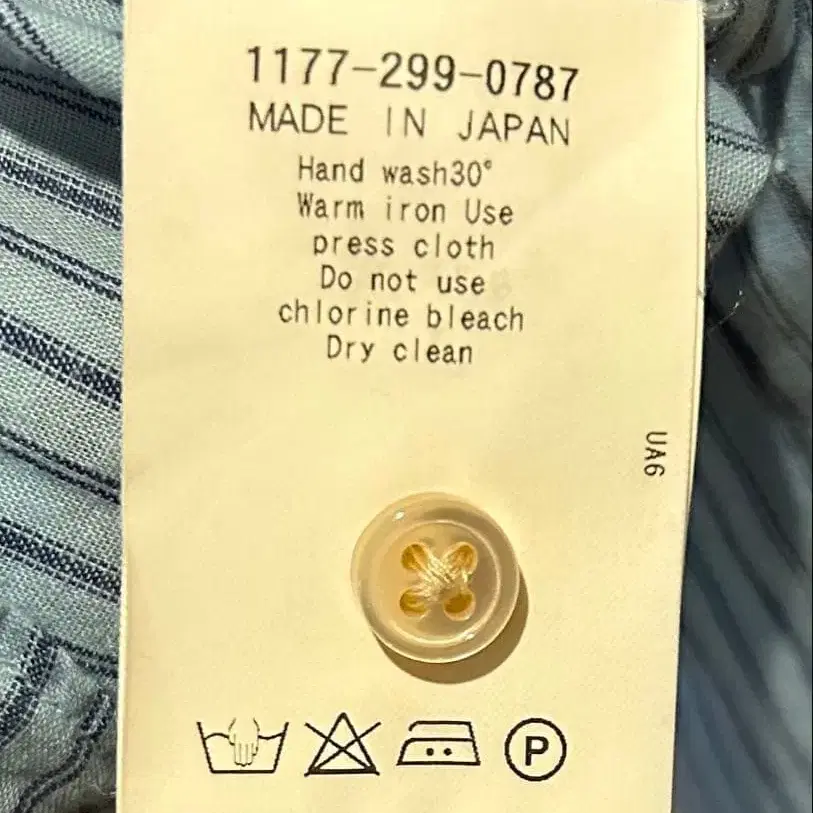 1177-299-0787
MADE IN JAPAN
Hand wash30°
Warm iron Use
press cloth
Do not use
chlorine bleach
Dry clean
UA6
P